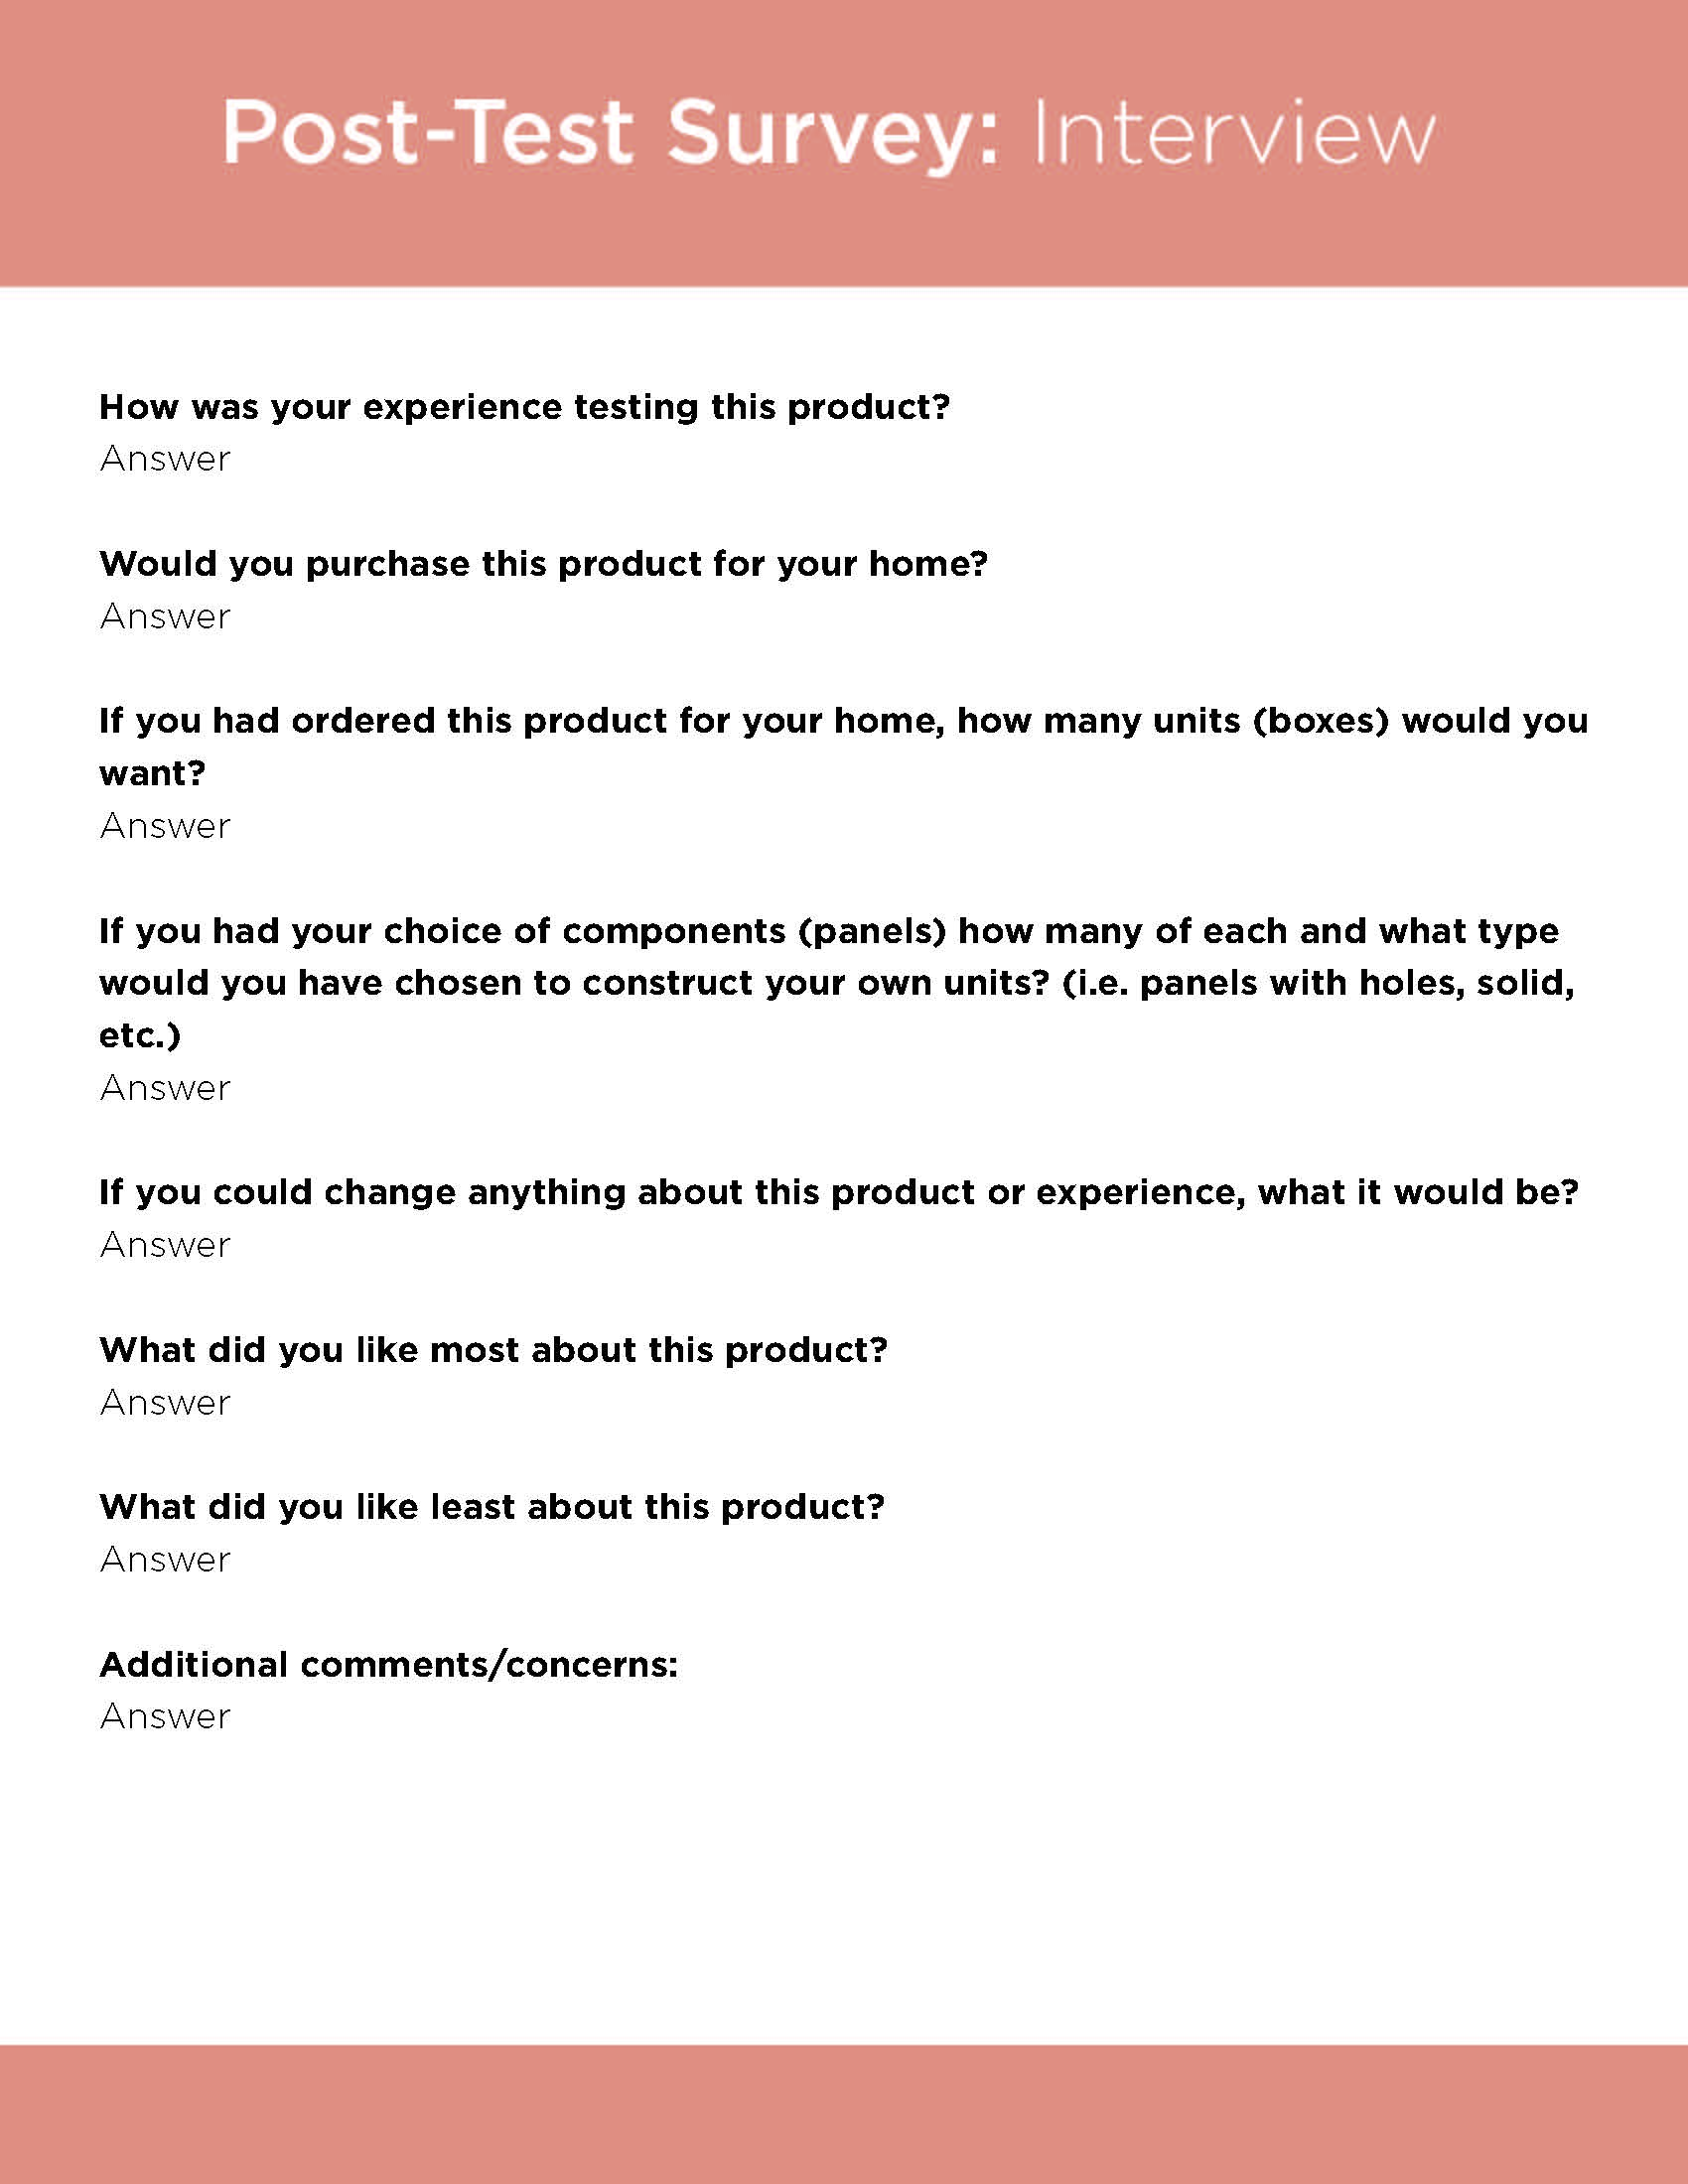 Post-Test Survey: Interview
How was your experience testing this product?
Answer
Would you purchase this product for your home?
Answer
If you had ordered this product for your home, how many units (boxes) would you
want?
Answer
If you had your choice of components (panels) how many of each and what type
would you have chosen to construct your own units? (i.e. panels with holes, solid,
etc.)
Answer
If you could change anything about this product or experience, what it would be?
Answer
What did you like most about this product?
Answer
What did you like least about this product?
Answer
Additional comments/concerns:
Answer